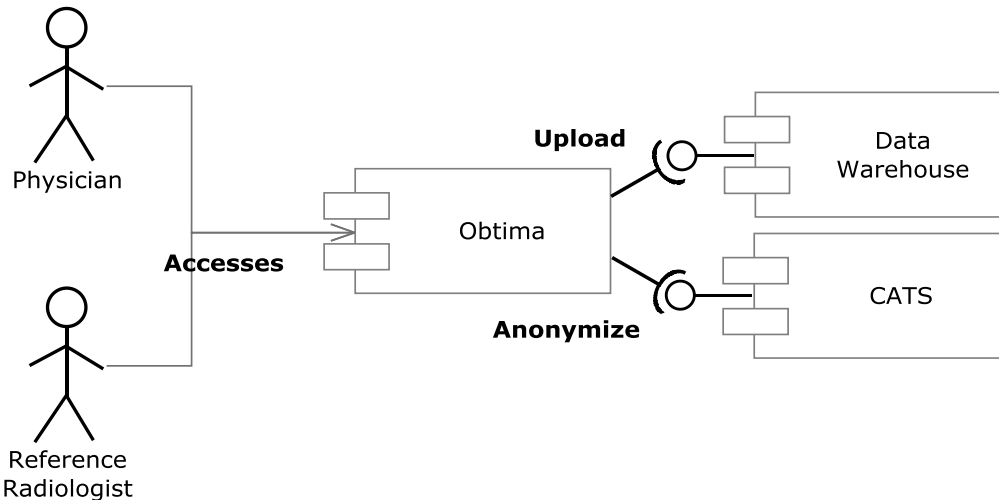 Physician
Accesses
Reference
Radiologist
Obtima
Upload
Anonymize
Data
Warehouse
CATS